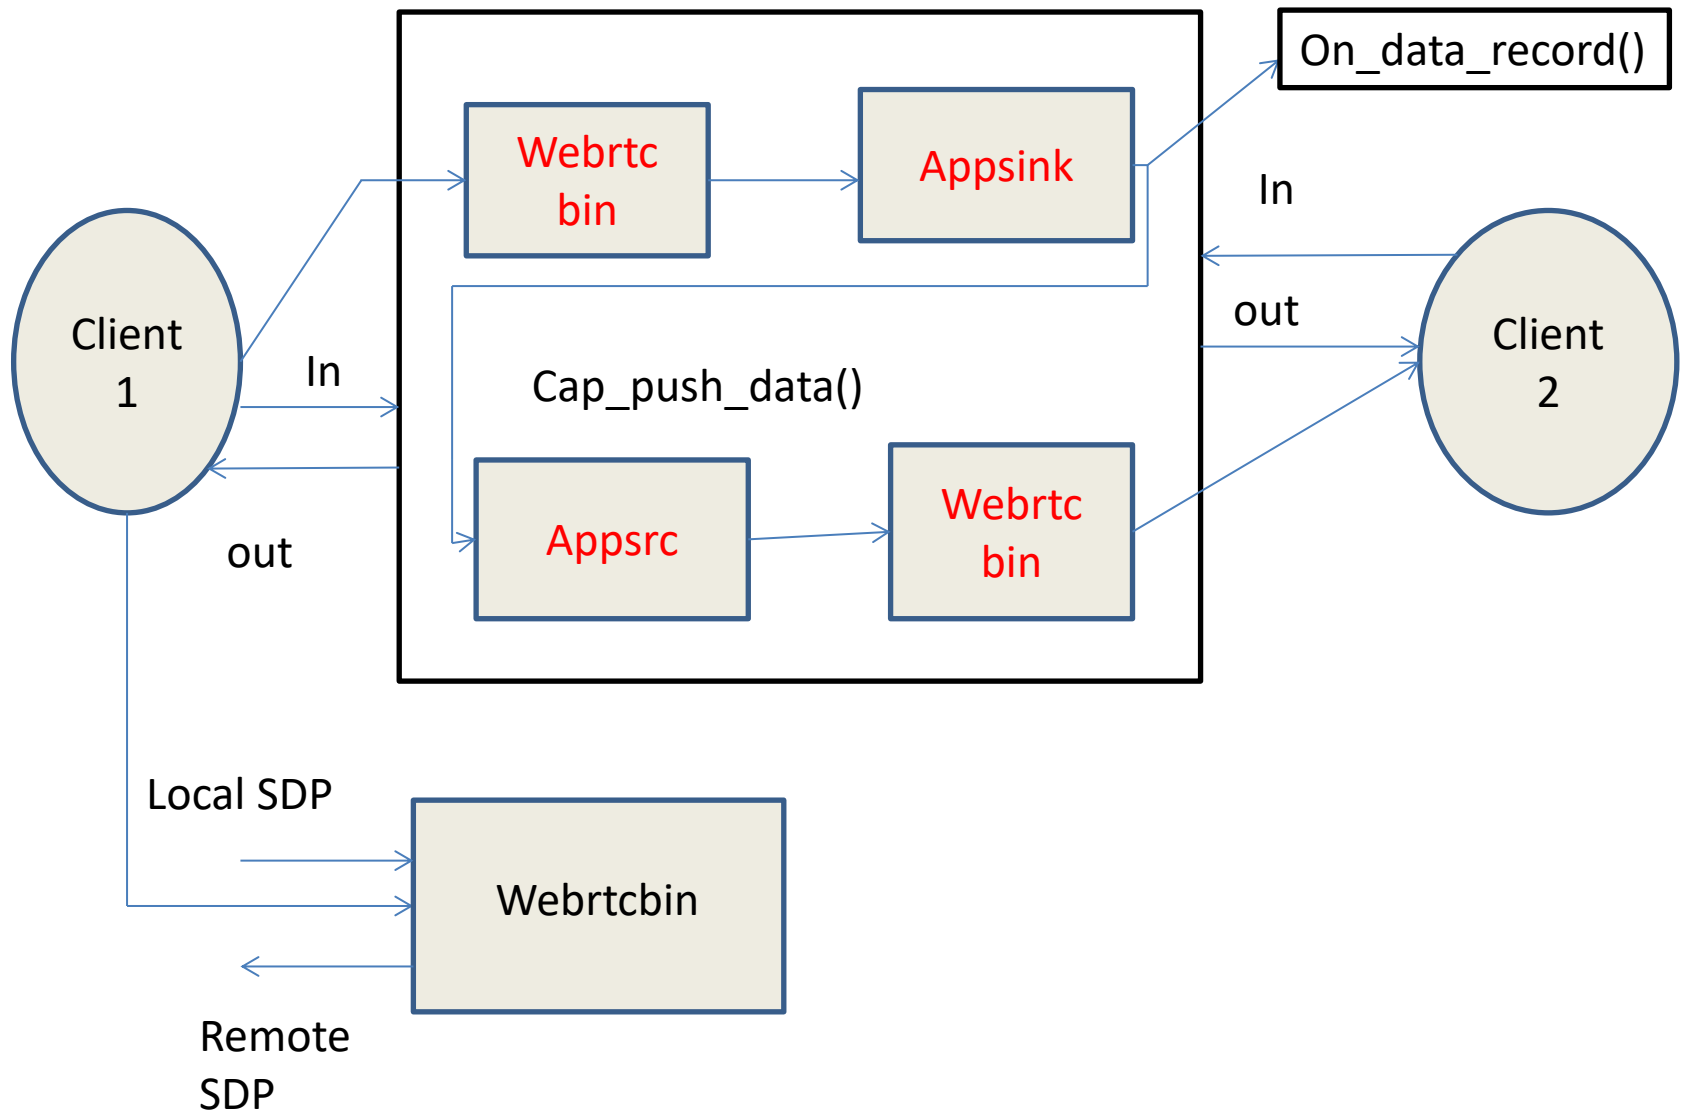 On_data_record()
Webrtc
bin
Appsink
In
Client
1
In
out
Client
2
Cap_push_data()
out
Appsrc
Webrtc
bin
Local SDP
Webrtcbin
Remote
SDP